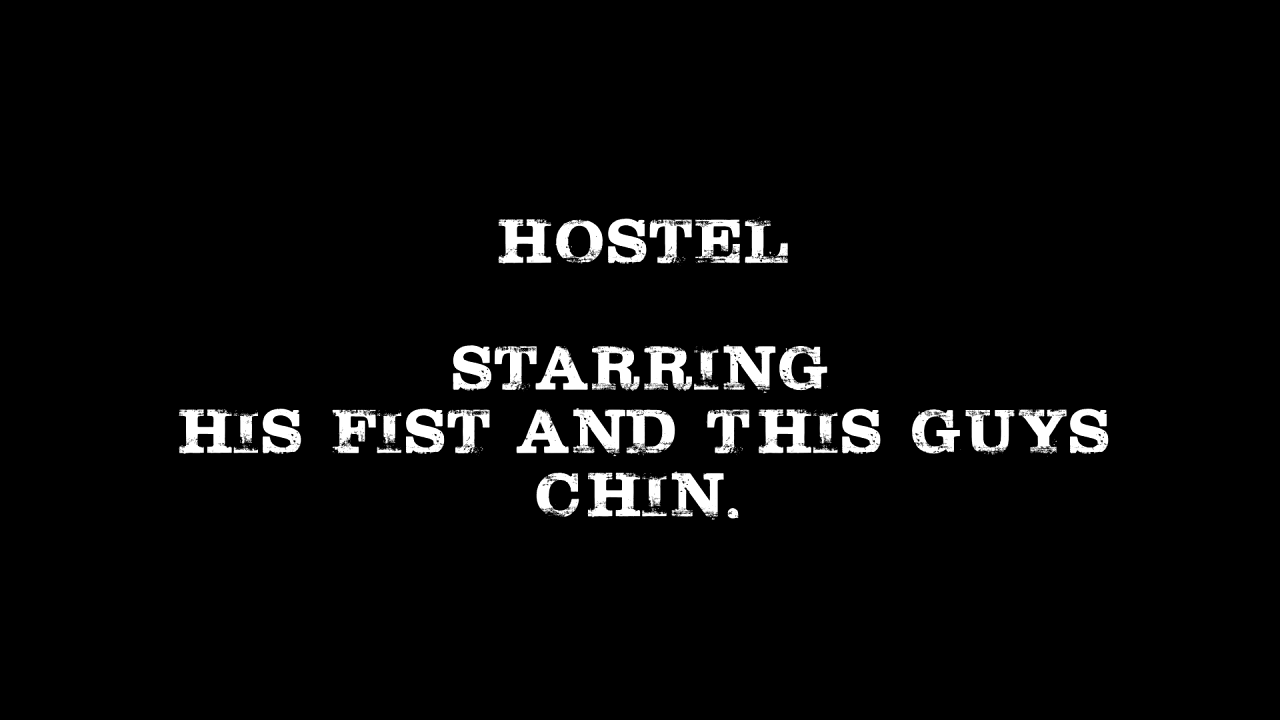 HOSTEL
STARRING
HIS FIST AND THIS GUYS
CHIN.